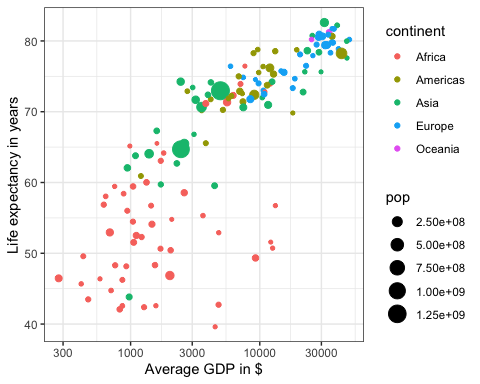 80
70
60
50
40
Life expectancy in years
300
1000
3000
10000
30000
Average GDP in $
continent
Africa
Americas
Asia
Europe
Oceania
pop
2.50e+08
5.00e+08
7.50e+08
1.00e+09
1.25e+09